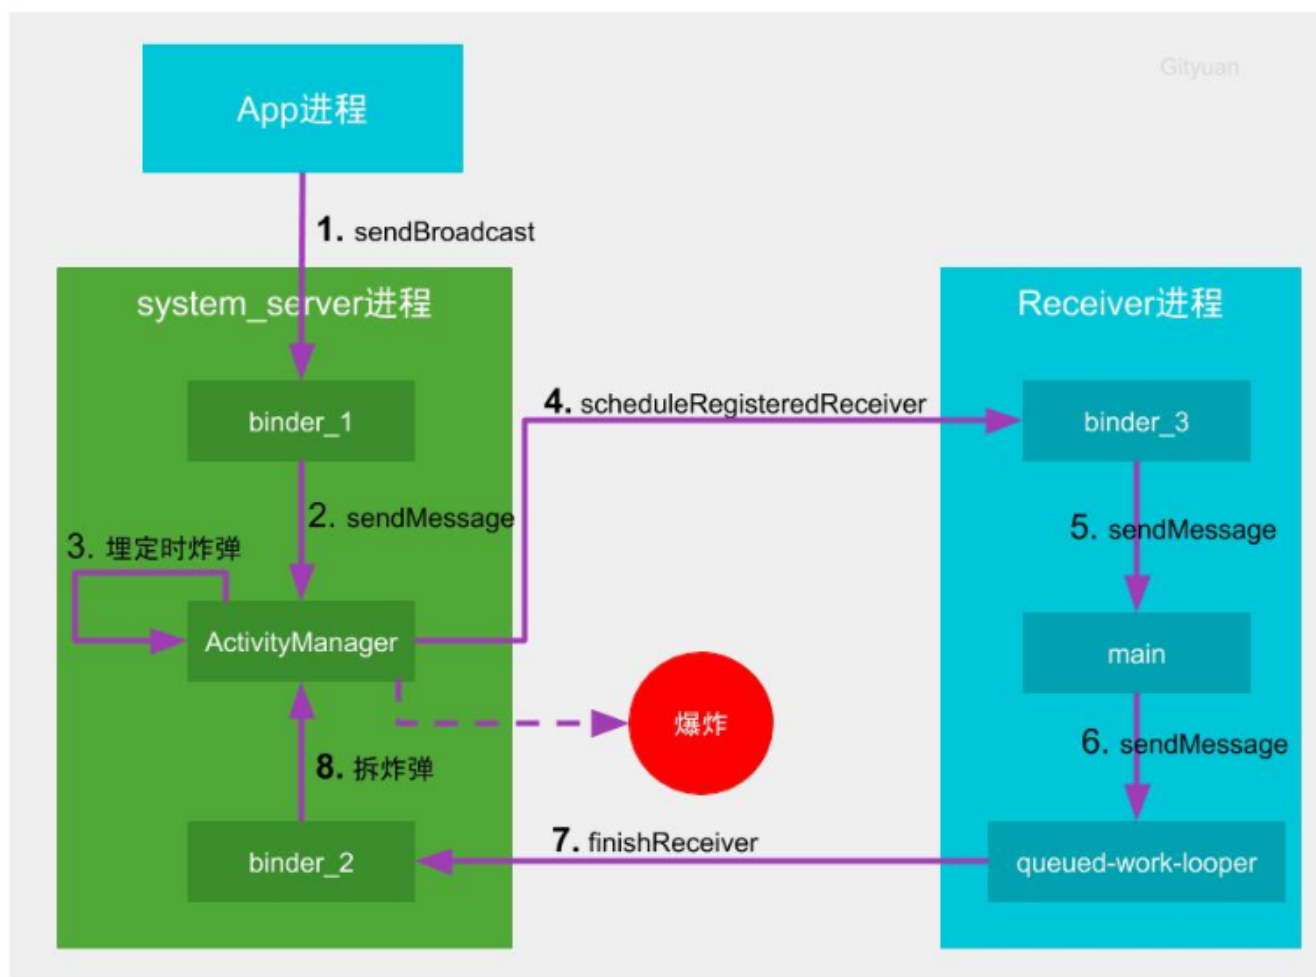 Gityuan
App进程
1. sendBroadcast
system_server进程
Receiver进程
binder_1
4. scheduleRegisteredReceiver
binder_3
2. sendMessage
5. sendMessage
3. 埋定时炸弹
ActivityManager
main
爆炸
6. sendMessage
8. 拆炸弹
7. finishReceiver
binder_2
queued-work-looper